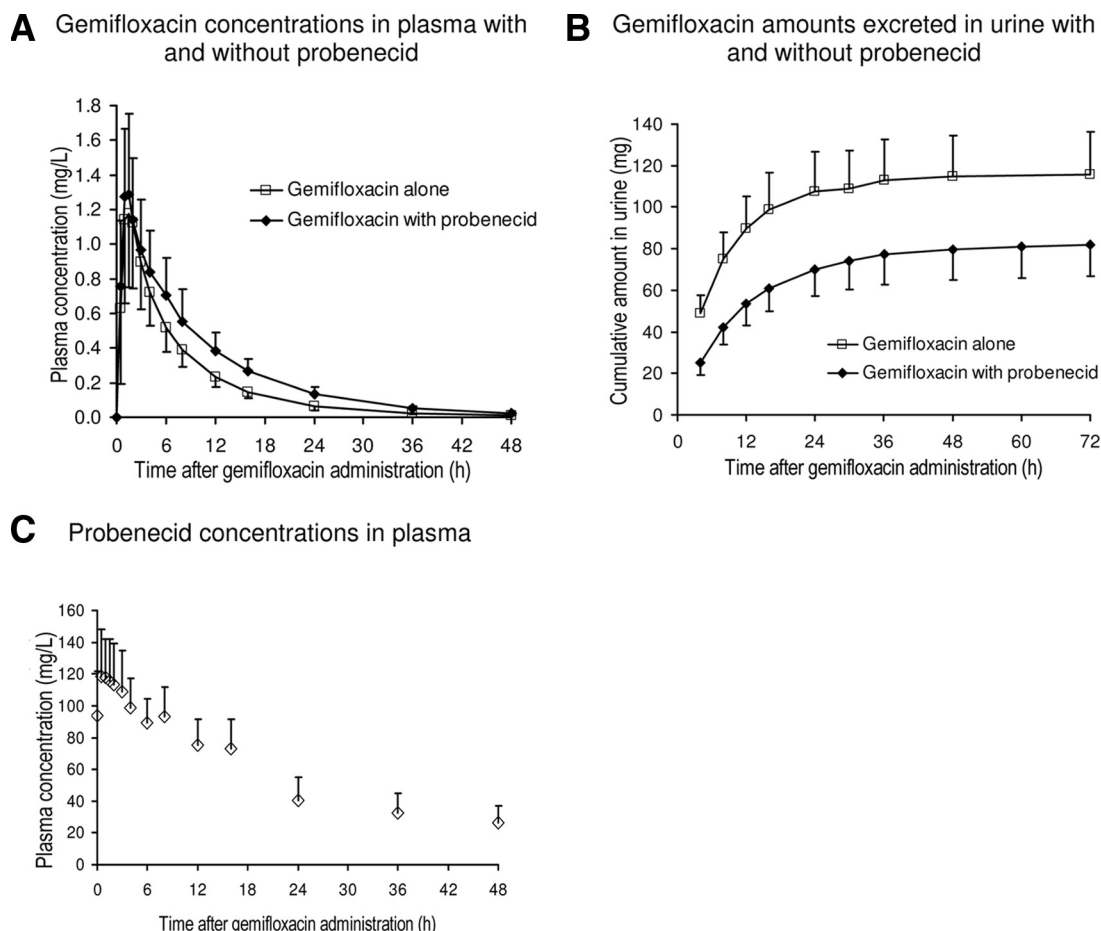 A Gemifloxacin concentrations in plasma with
and without probenecid
Plasma concentration (mg/L)
1.8
1.6
1.4
1.2
1.0
0.8
0.6
0.4
0.2
0.0
Gemifloxacin alone
Gemifloxacin with probenecid
0 6 12 18 24 30 36 42 48
Time after gemifloxacin administration (h)
B Gemifloxacin amounts excreted in urine with
and without probenecid
Cumulative amount in urine (mg)
140
120
100
80
60
40
20
0
Gemifloxacin alone
Gemifloxacin with probenecid
0 12 24 36 48 60 72
Time after gemifloxacin administration (h)
C Probenecid concentrations in plasma
Plasma concentration (mg/L)
160
140
120
100
80
60
40
20
0
0 6 12 18 24 30 36 42 48
Time after gemifloxacin administration (h)